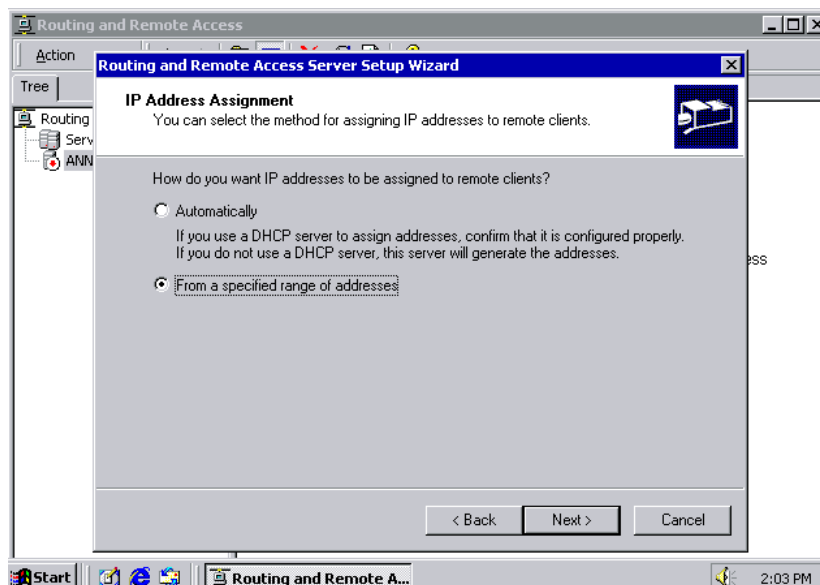 Routing and Remote Access
Action
Tree
Routing
Serv
ANN
Routing and Remote Access Server Setup Wizard
IP Address Assignment
You can select the method for assigning IP addresses to remote clients.
How do you want IP addresses to be assigned to remote clients?
Automatically
If you use a DHCP server to assign addresses, confirm that it is configured properly.
If you do not use a DHCP server, this server will generate the addresses.
From a specified range of addresses
ess
< Back Next > Cancel
Start Routing and Remote A... 2:03 PM